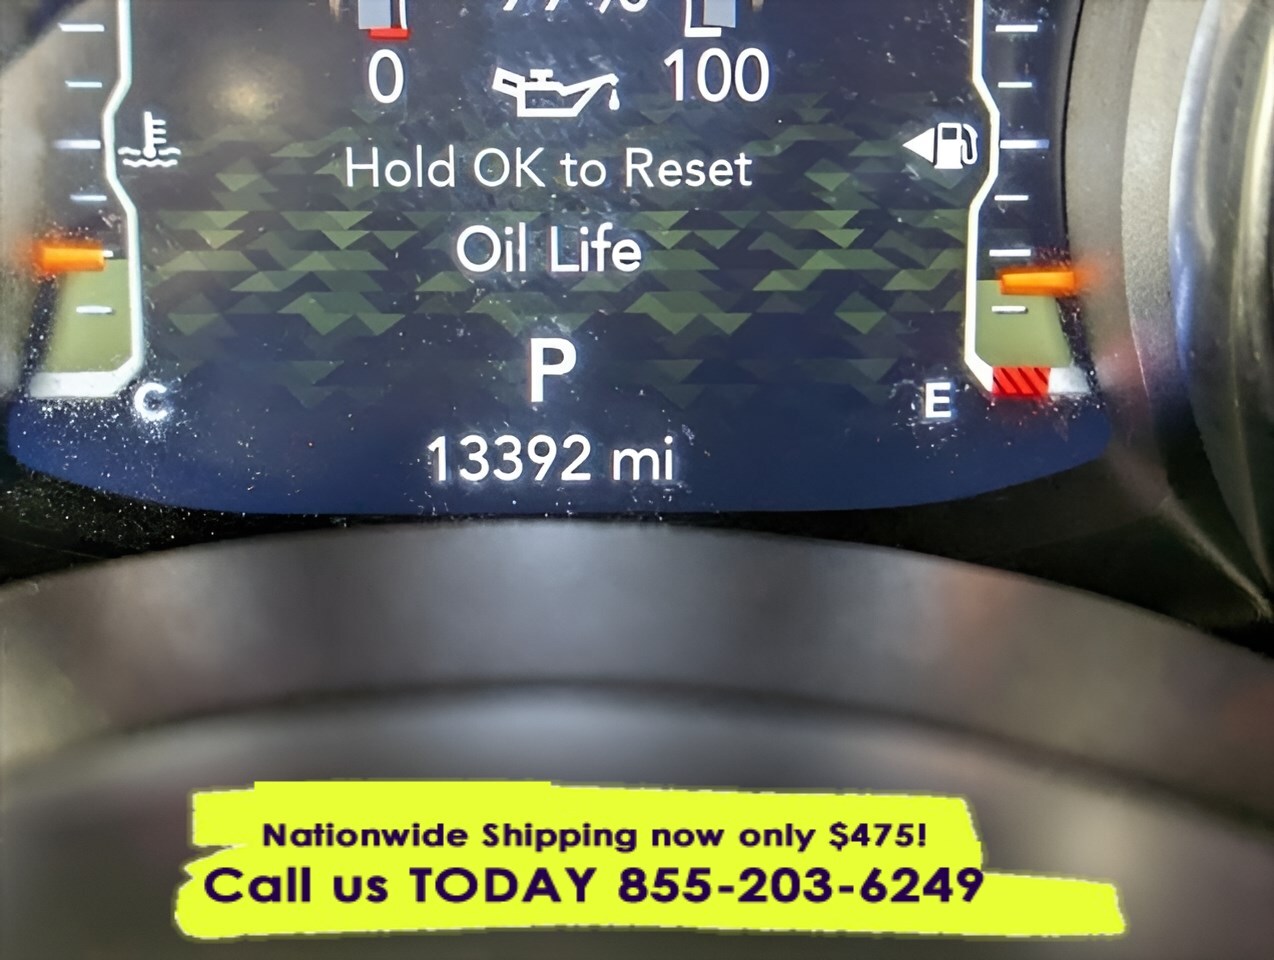 0
100
Hold OK to Reset
Oil Life
P
C
E
13392 mi
Nationwide Shipping now only $475!
Call us TODAY 855-203-6249